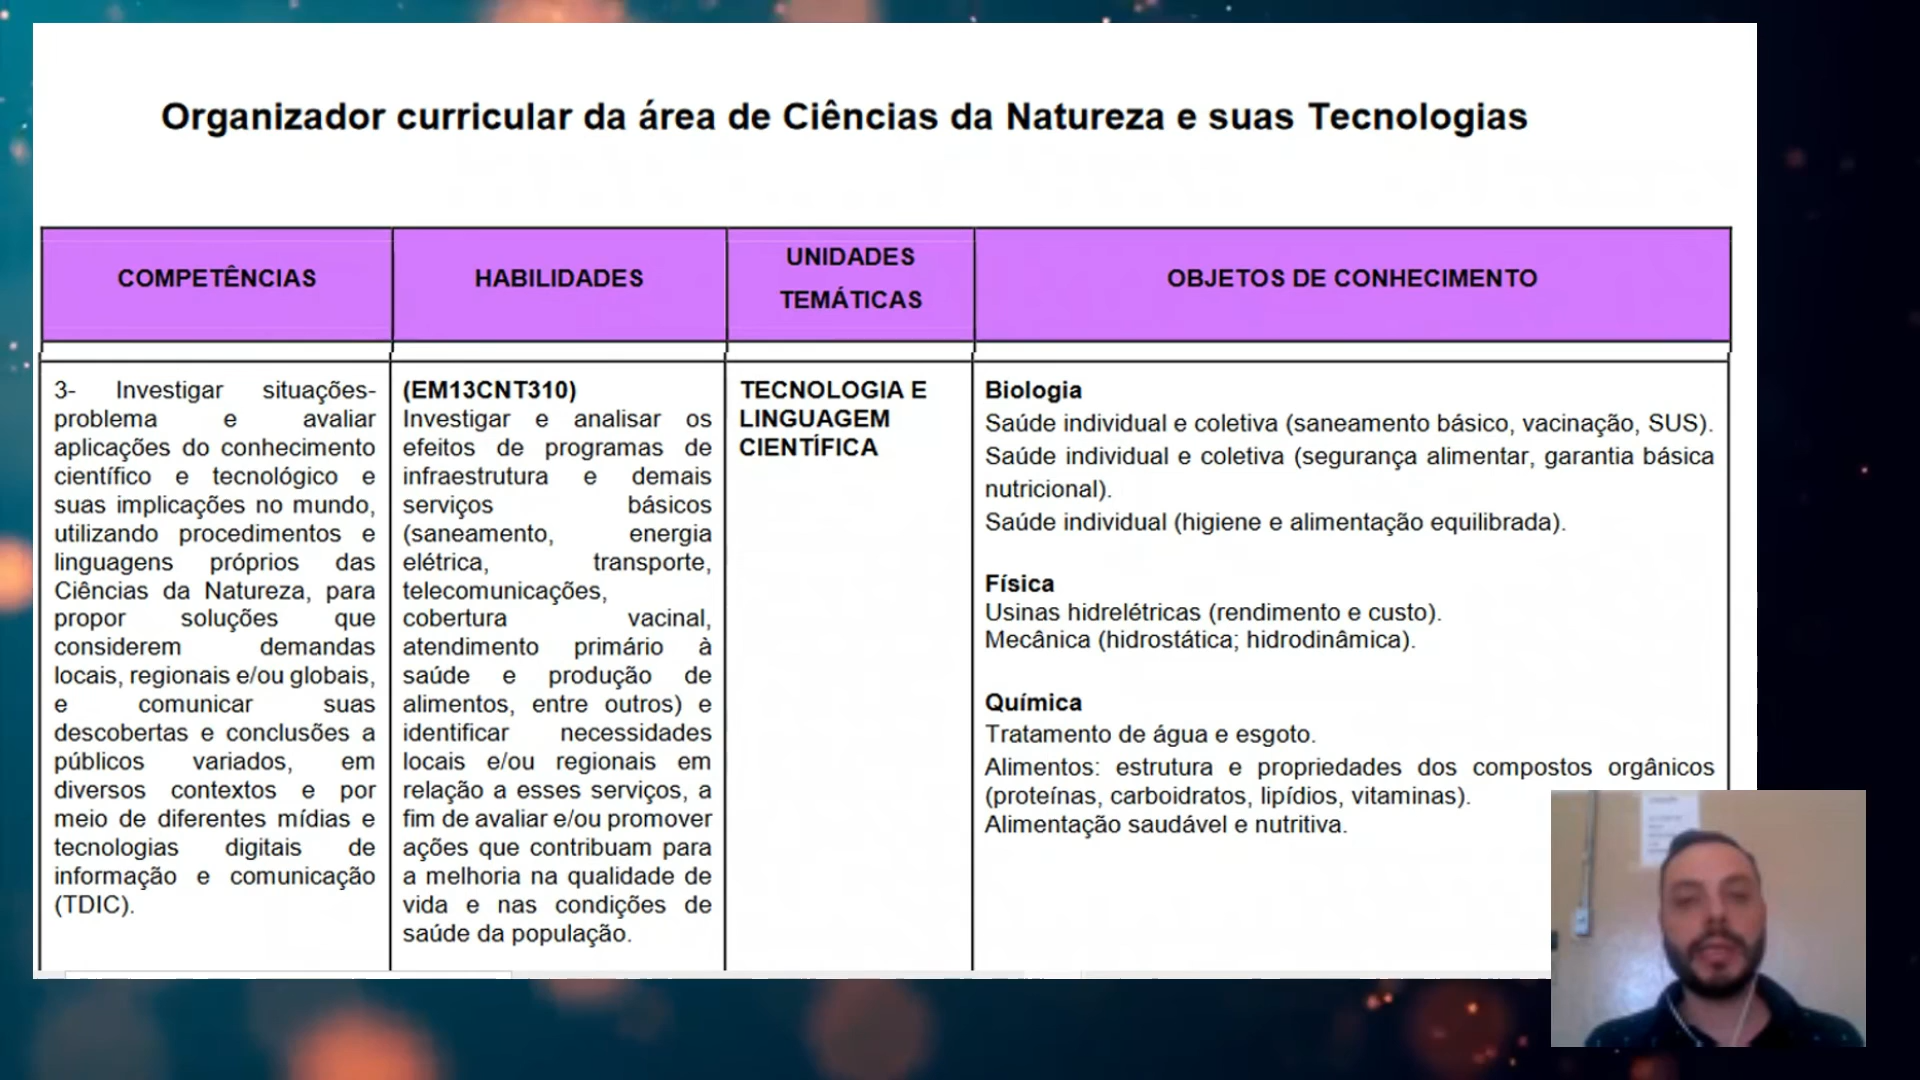 Organizador curricular da área de Ciências da Natureza e suas Tecnologias
COMPETÊNCIAS
HABILIDADES
UNIDADES
TEMÁTICAS
OBJETOS DE CONHECIMENTO
3- Investigar situações-
problema e avaliar
aplicações do conhecimento
científico e tecnológico e
suas implicações no mundo,
utilizando procedimentos e
linguagens próprios das
Ciências da Natureza, para
propor soluções que
considerem demandas
locais, regionais e/ou globais,
e comunicar suas
descobertas e conclusões a
públicos variados, em
diversos contextos e por
meio de diferentes mídias e
tecnologias digitais de
informação e comunicação
(TDIC).
(EM13CNT310)
Investigar e analisar os
efeitos de programas de
infraestrutura e demais
serviços básicos
(saneamento, energia
elétrica, transporte,
telecomunicações,
cobertura vacinal,
atendimento primário à
saúde e produção de
alimentos, entre outros) e
identificar necessidades
locais e/ou regionais em
relação a esses serviços, a
fim de avaliar e/ou promover
ações que contribuam para
a melhoria na qualidade de
vida e nas condições de
saúde da população.
TECNOLOGIA E
LINGUAGEM
CIENTÍFICA
Biologia
Saúde individual e coletiva (saneamento básico, vacinação, SUS).
Saúde individual e coletiva (segurança alimentar, garantia básica
nutricional).
Saúde individual (higiene e alimentação equilibrada).
Física
Usinas hidrelétricas (rendimento e custo).
Mecânica (hidrostática; hidrodinâmica).
Química
Tratamento de água e esgoto.
Alimentos: estrutura e propriedades dos compostos orgânicos
(proteínas, carboidratos, lipídios, vitaminas).
Alimentação saudável e nutritiva.